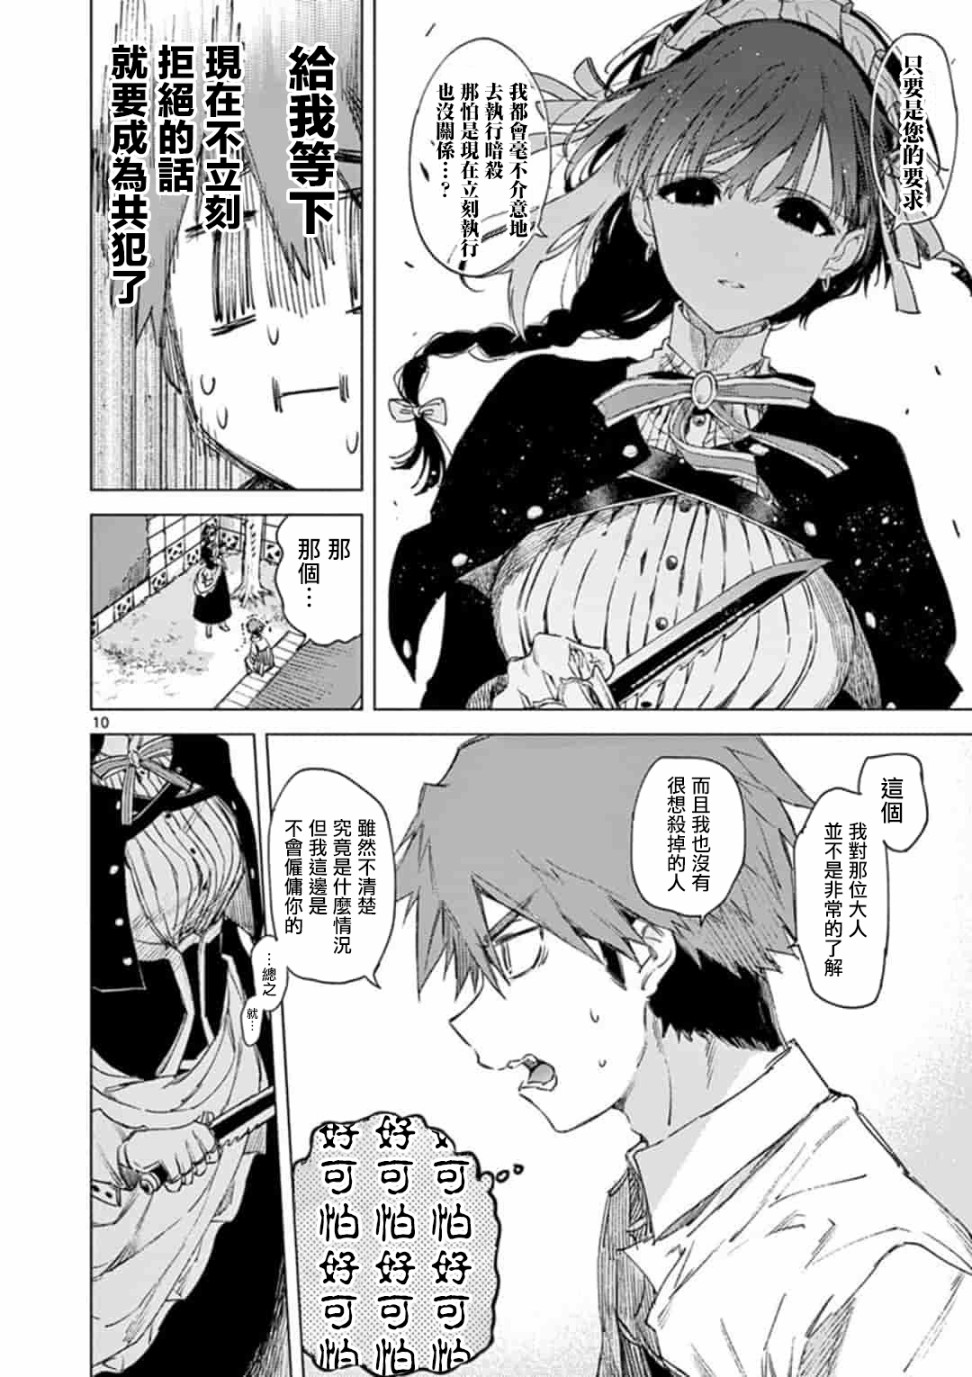 只要是您的要求
我都會毫不介意地
去執行暗殺
那怕是現在立刻執行
也沒關係…?
給我等下
現在不立刻
拒絕的話
就要成為共犯了
那
那個…
10
這個
我對那位大人
並不是非常的了解
而且我也沒有
很想殺掉的人
雖然不清楚
究竟是什麼情況
但我這邊是
不會僱傭你的
…總之
就…
好可怕好可怕
好可怕好可怕好
好可怕好可怕好